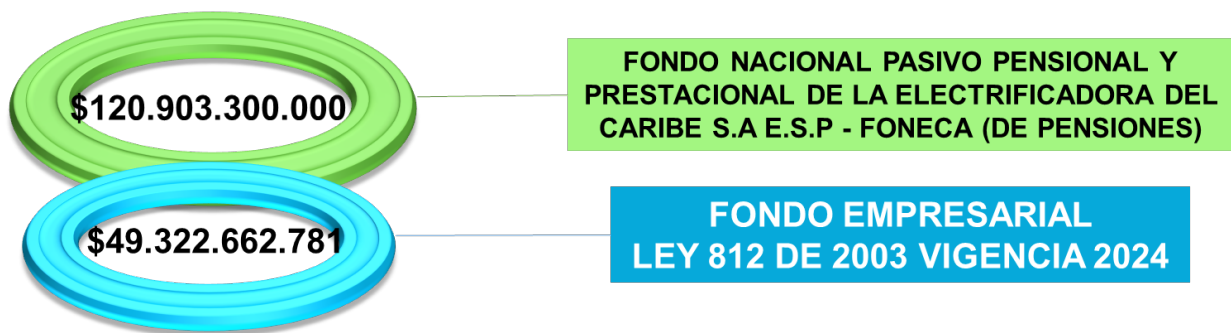 $120.903.300.000
FONDO NACIONAL PASIVO PENSIONAL Y
PRESTACIONAL DE LA ELECTRIFICADORA DEL
CARIBE S.A E.S.P - FONECA (DE PENSIONES)
$49.322.662.781
FONDO EMPRESARIAL
LEY 812 DE 2003 VIGENCIA 2024